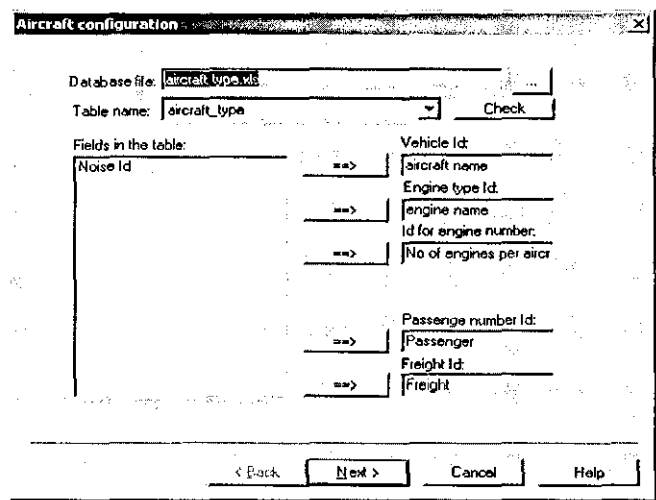 Aircraft configuration
Database file: aircraft type.xls ...
Table name: aircraft_type Check
Fields in the table:
Noise Id
Vehicle Id:
==> aircraft name
Engine type Id:
==> engine name
Id for engine number:
==> No of engines per aircr
Passenge number Id:
==> Passenger
Freight Id:
==> Freight
< Back Next > Cancel Help